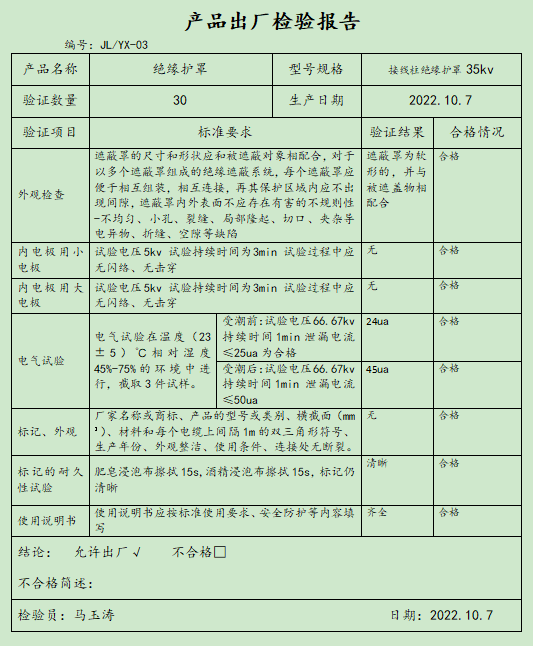 产品出厂检验报告
编号: JL/YX-03
产品名称 绝缘护罩 型号规格 接线柱绝缘护罩 35kv
验证数量 30 生产日期 2022.10.7
验证项目 标准要求 验证结果 合格情况
外观检查
遮蔽罩的尺寸和形状应和被遮蔽对象相配合,对于
以多个遮蔽罩组成的绝缘遮蔽系统,每个遮蔽罩应
便于相互组装,相互连接,再其保护区域内应不出
现间隙,遮蔽罩内外表面不应存在有害的不规则性
-不均匀、小孔、裂缝、局部隆起、切口、夹杂导
电异物、折缝、空隙等缺陷
遮蔽罩为软
形的,并与
被遮盖物相
配合
合格
内电极用小
电极
试验电压5kv 试验持续时间为3min 试验过程中应
无闪络、无击穿
无
合格
内电极用大
电极
试验电压5kv 试验持续时间为3min 试验过程中应
无闪络、无击穿
无
合格
电气试验
电气试验在温度（23
±5）℃相对湿度
45%-75%的环境中进
行,截取3件试样。
受潮前:试验电压66.67kv
持续时间1min 泄漏电流
≤25ua为合格
24ua
合格
受潮后:试验电压66.67kv
持续时间1min 泄漏电流
≤50ua
45ua
合格
标记、外观
厂家名称或商标、产品的型号或类别、横截面（mm
²）、材料和每个电缆上间隔1m的双三角形符号、
生产年份、外观整洁、使用条件、连接处无断裂。
无
合格
标记的耐久
性试验
肥皂浸泡布擦拭15s,酒精浸泡布擦拭15s,标记仍
清晰
清晰
合格
使用说明书
使用说明书应按标准使用要求、安全防护等内容填
写
齐全
合格
结论: 允许出厂√ 不合格□
不合格简述:
检验员:马玉涛 日期:2022.10.7